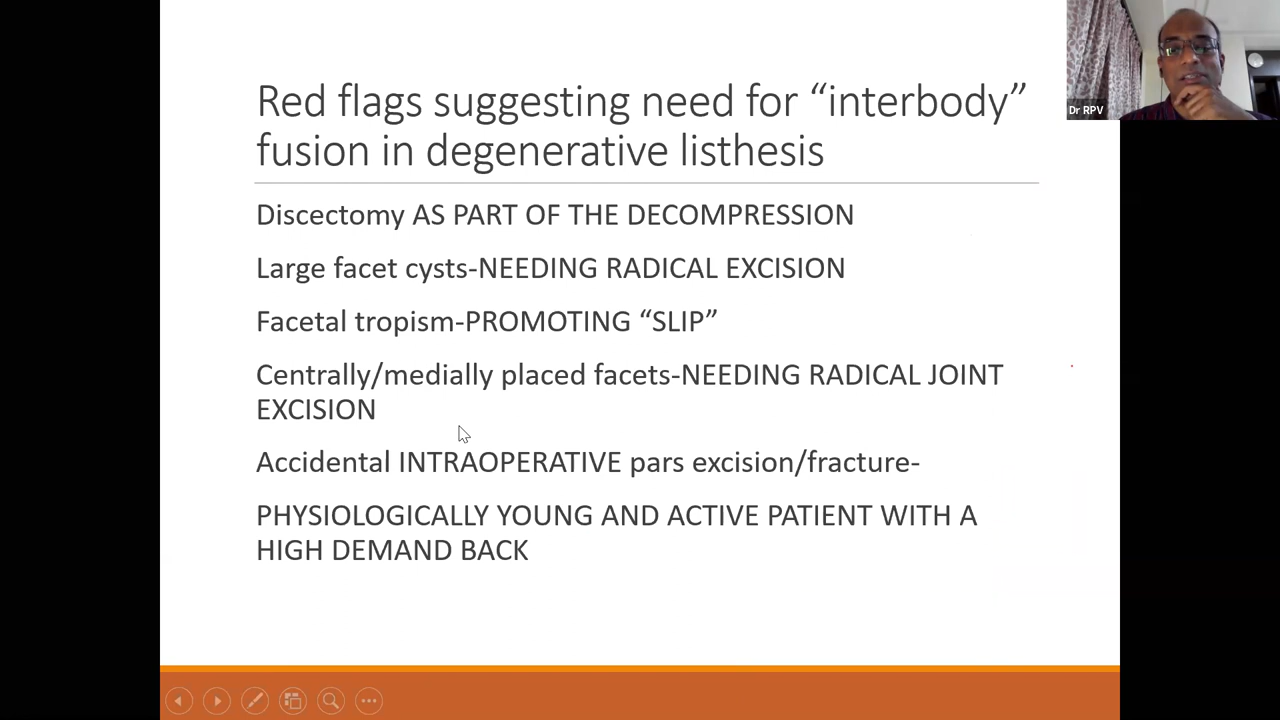 Red flags suggesting need for “interbody”
fusion in degenerative listhesis
Discectomy AS PART OF THE DECOMPRESSION
Large facet cysts-NEEDING RADICAL EXCISION
Facetal tropism-PROMOTING “SLIP”
Centrally/medially placed facets-NEEDING RADICAL JOINT
EXCISION
Accidental INTRAOPERATIVE pars excision/fracture-
PHYSIOLOGICALLY YOUNG AND ACTIVE PATIENT WITH A
HIGH DEMAND BACK
Dr RPV